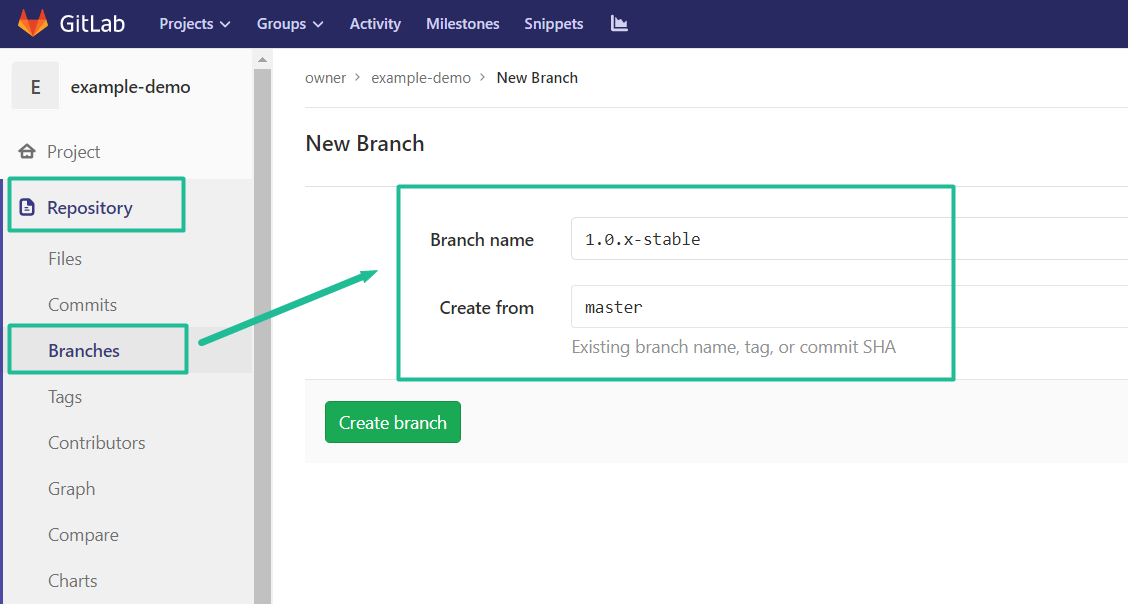 GitLab Projects Groups Activity Milestones Snippets
E example-demo
Project
Repository
Files
Commits
Branches
Tags
Contributors
Graph
Compare
Charts
owner > example-demo > New Branch
New Branch
Branch name 1.0.x-stable
Create from master
Existing branch name, tag, or commit SHA
Create branch